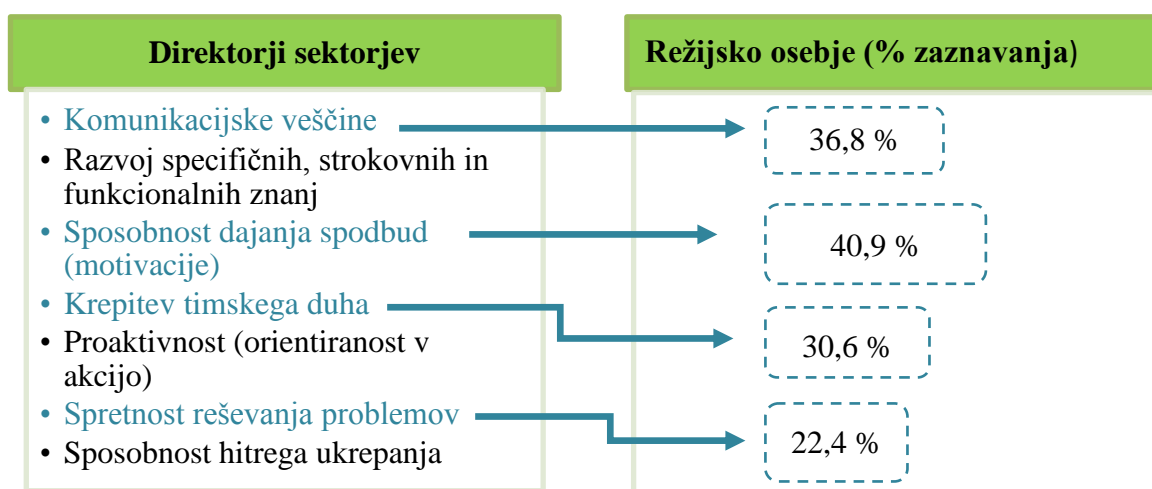 Direktorji sektorjev
• Komunikacijske veščine
• Razvoj specifičnih, strokovnih in
funkcionalnih znanj
• Sposobnost dajanja spodbud
(motivacije)
• Krepitev timskega duha
• Proaktivnost (orientiranost v
akcijo)
• Spretnost reševanja problemov
• Sposobnost hitrega ukrepanja
Režijsko osebje (% zaznavanja)
36,8 %
40,9 %
30,6 %
22,4 %